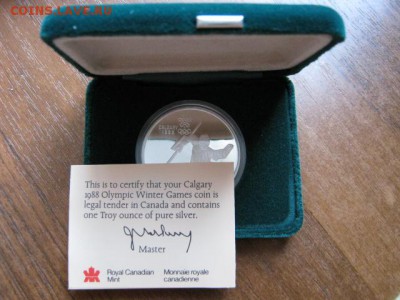 COINS.LAVE.RU
This is to certify that your Calgary
1988 Olympic Winter Games coin is
legal tender in Canada and contains
one Troy ounce of pure silver.
Master
Royal Canadian Monnaie royale
Mint canadienne